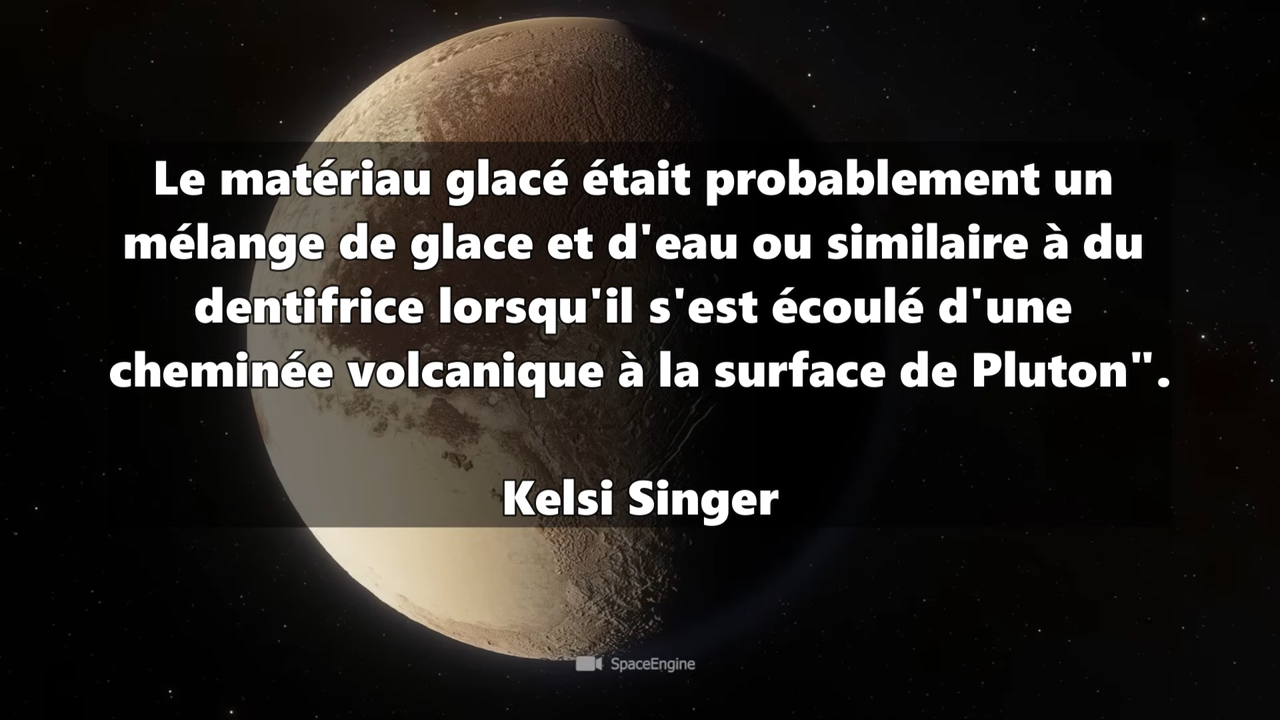 Le matériau glacé était probablement un
mélange de glace et d'eau ou similaire à du
dentifrice lorsqu'il s'est écoulé d'une
cheminée volcanique à la surface de Pluton".
Kelsi Singer
SpaceEngine